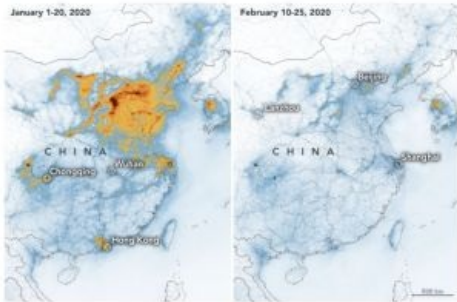 January 1-20, 2020
February 10-25, 2020
Beijing
Lanzhou
CHINA
CHINA
Wuhan
Shanghai
Chongqing
Hong Kong